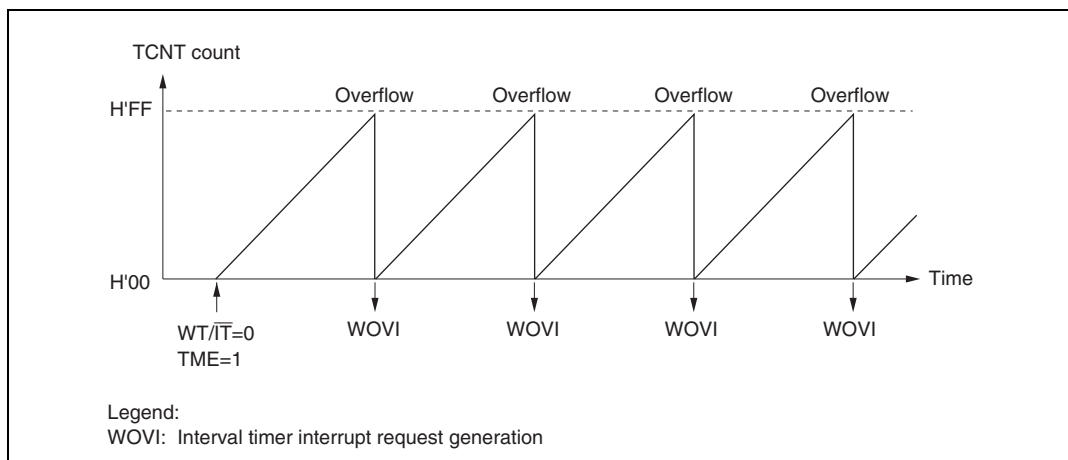 TCNT count
H'FF
Overflow Overflow Overflow Overflow
H'00
Time
WT/I̅T̅=0
TME=1
WOVI WOVI WOVI WOVI
Legend:
WOVI: Interval timer interrupt request generation